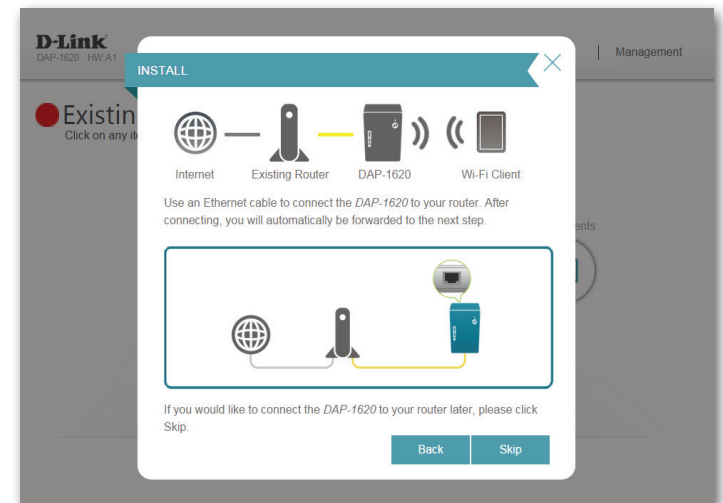 D-Link
DAP-1620 HW:A1
Management
INSTALL
Existin
Click on any it
Internet
Existing Router
DAP-1620
Wi-Fi Client
Use an Ethernet cable to connect the DAP-1620 to your router. After
connecting, you will automatically be forwarded to the next step.
ents
If you would like to connect the DAP-1620 to your router later, please click
Skip.
Back
Skip